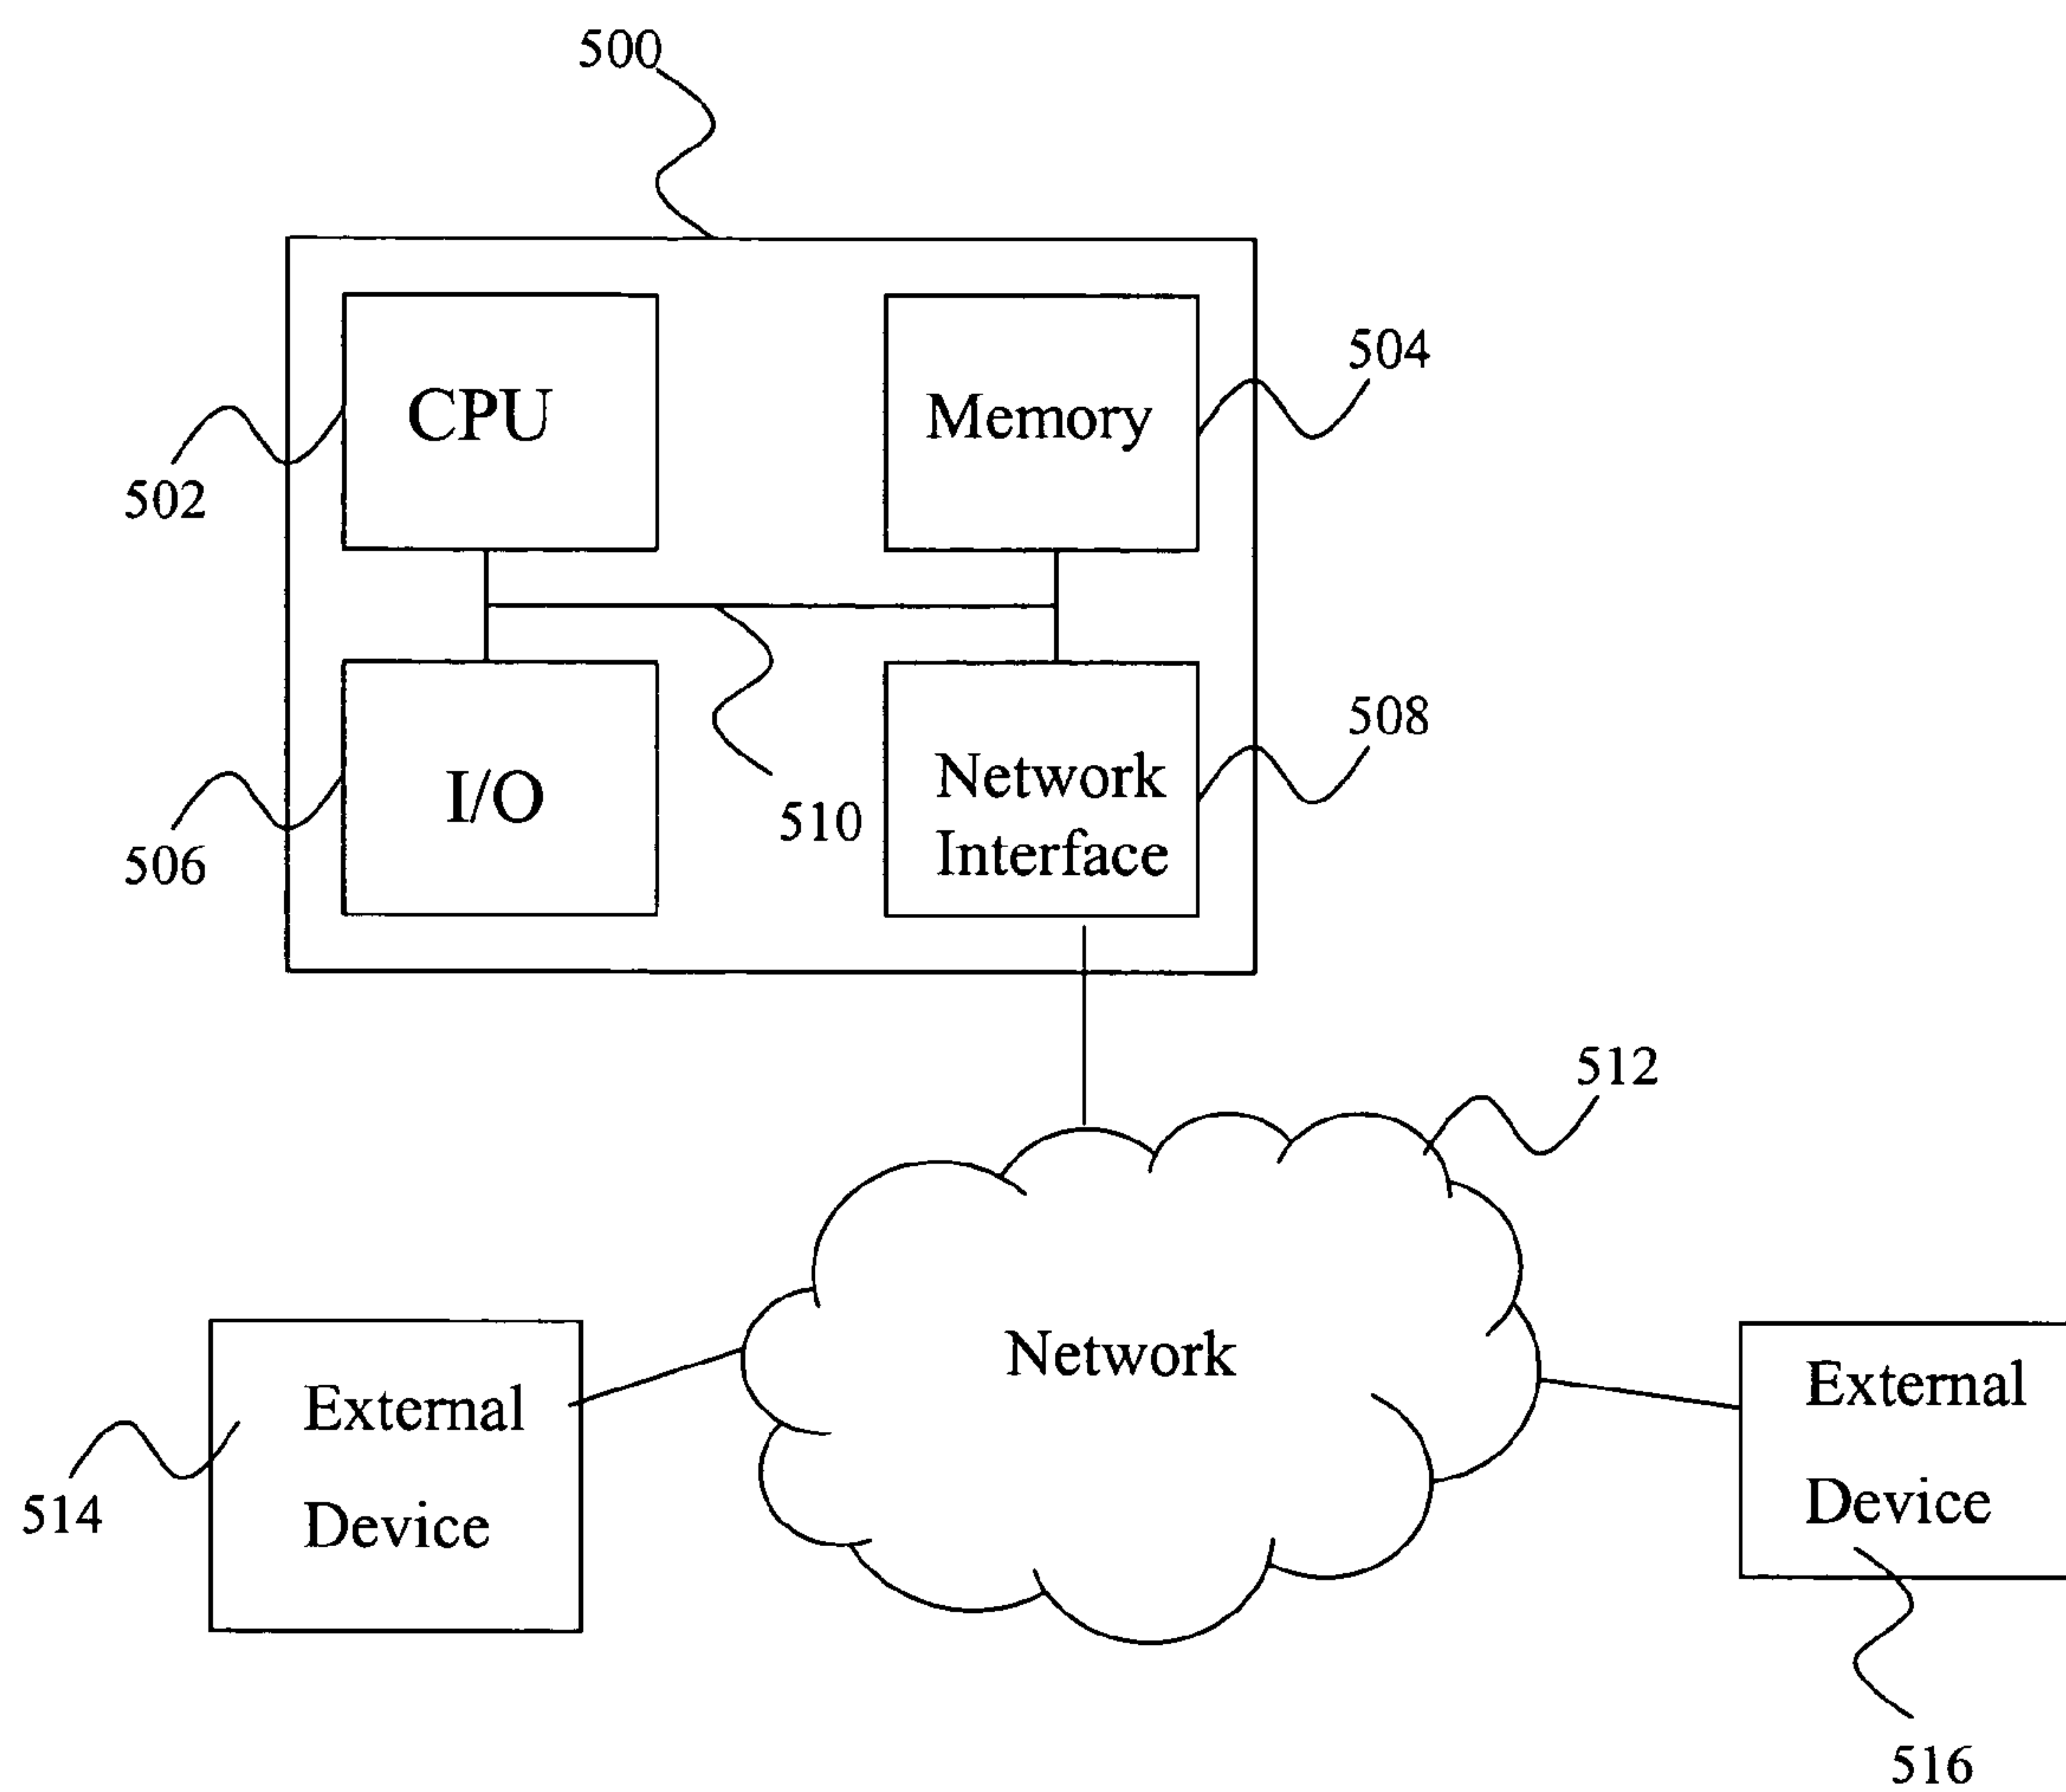 500
CPU
Memory
504
502
Network
Interface
508
I/O
510
506
512
Network
External
Device
External
Device
514
516